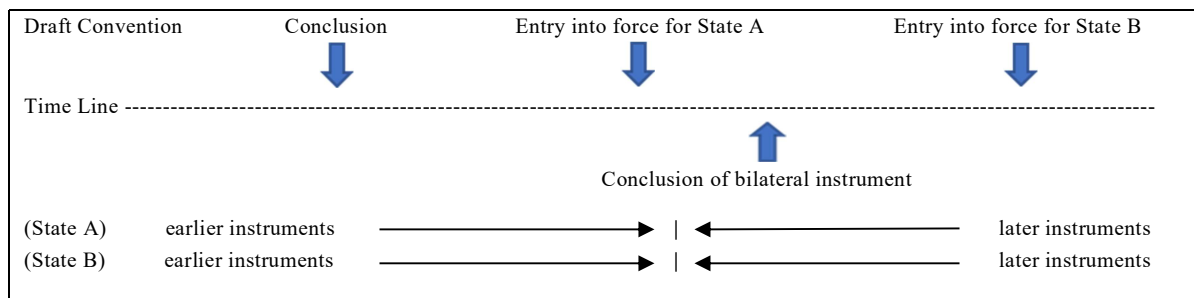 Draft Convention Conclusion Entry into force for State A Entry into force for State B
Time Line
Conclusion of bilateral instrument
(State A) earlier instruments | later instruments
(State B) earlier instruments | later instruments